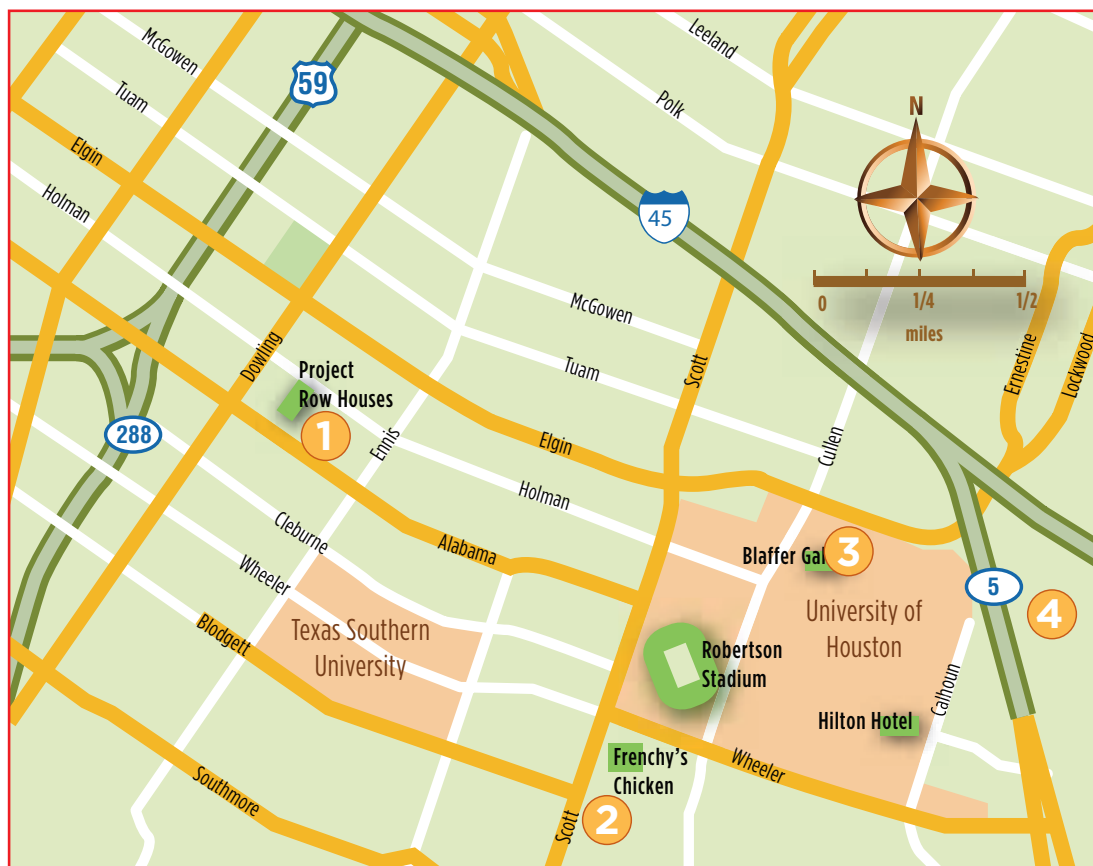 McGowen
Leeland
59
Tuam
Polk
N
Elgin
Holman
45
0 1/4 1/2
miles
McGowen
Ernestine
Lockwood
Dowling
Project
Row Houses
1
Tuam
Scott
288
Ennis
Elgin
Cullen
Holman
Cleburne
Alabama
Blaffer Gal
3
Wheeler
5
4
University of
Houston
Texas Southern
University
Blodgett
Robertson
Stadium
Calhoun
Hilton Hotel
Frenchy's
Chicken
Wheeler
Southmore
2
Scott